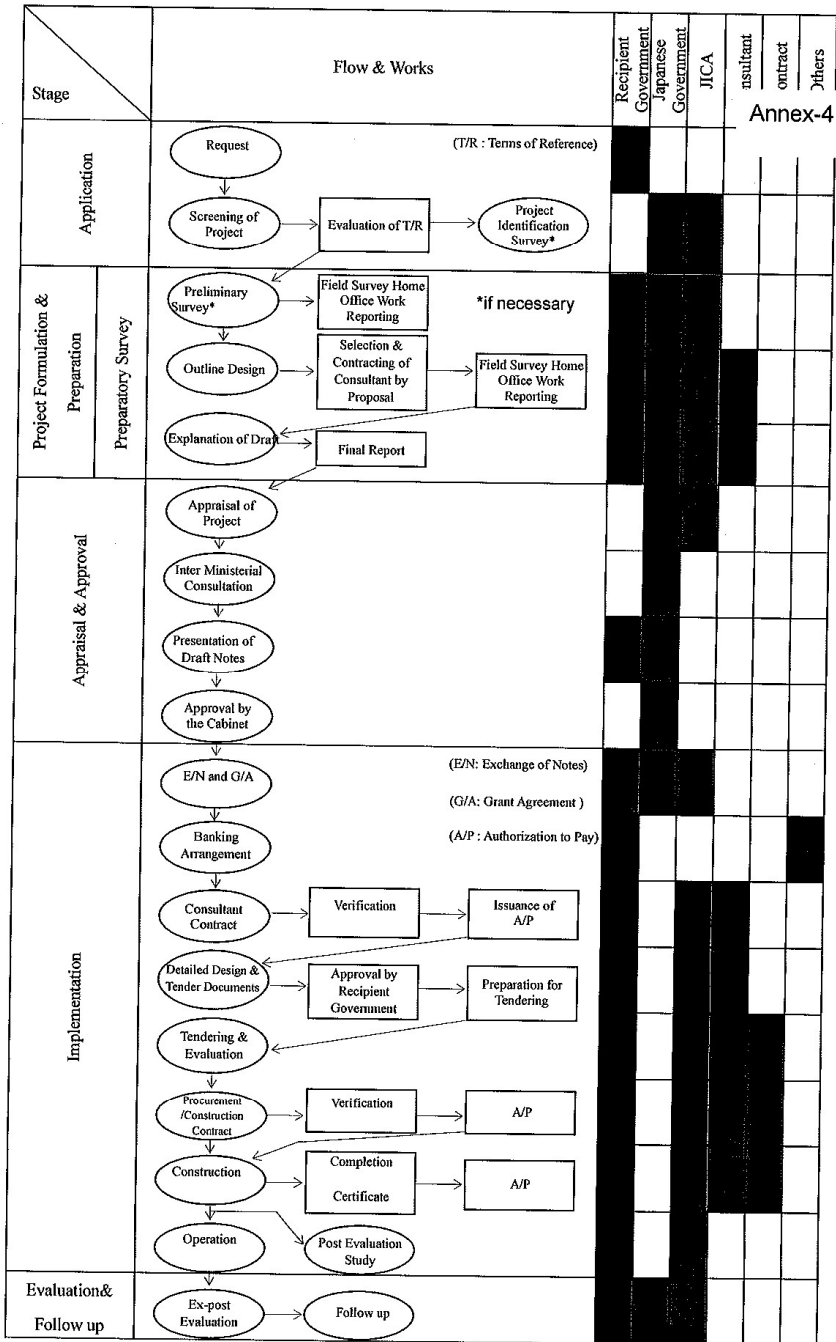 Stage
Flow & Works
Recipient
Government
Japanese
Government
JICA
nsultant
ontract
Others
Annex-4
Application
Request
(T/R : Terms of Reference)
Screening of
Project
Evaluation of T/R
Project
Identification
Survey*
Project Formulation &
Preparation
Preparatory Survey
Preliminary
Survey*
Field Survey Home
Office Work
Reporting
*if necessary
Outline Design
Selection &
Contracting of
Consultant by
Proposal
Field Survey Home
Office Work
Reporting
Explanation of Draft
Final Report
Appraisal & Approval
Appraisal of
Project
Inter Ministerial
Consultation
Presentation of
Draft Notes
Approval by
the Cabinet
Implementation
E/N and G/A
(E/N: Exchange of Notes)
(G/A: Grant Agreement )
(A/P : Authorization to Pay)
Banking
Arrangement
Consultant
Contract
Verification
Issuance of
A/P
Detailed Design &
Tender Documents
Approval by
Recipient
Government
Preparation for
Tendering
Tendering &
Evaluation
Procurement
/Construction
Contract
Verification
A/P
Construction
Completion
Certificate
A/P
Operation
Post Evaluation
Study
Evaluation&
Follow up
Ex-post
Evaluation
Follow up